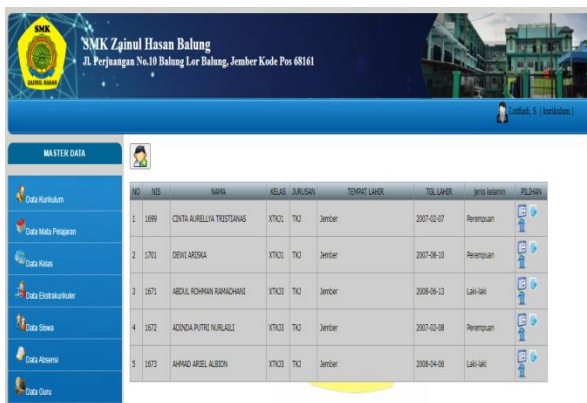 SMK
ZAINUL HASAN
SMK Zainul Hasan Balung
Jl. Perjuangan No.10 Balung Lor Balung, Jember Kode Pos 68161
Lutfiadi, S. ( kurikulum )
MASTER DATA
Data Kurikulum
Data Mata Pelajaran
Data Kelas
Data Ekstrakurikuler
Data Siswa
Data Absensi
Data Guru
NO NIS NAMA KELAS JURUSAN TEMPAT LAHIR TGL LAHIR Jenis kelamin PILIHAN
1 1699 CINTA AURELLYA TRISTIANAS XTKJ1 TKJ Jember 2007-02-07 Perempuan
2 1701 DEWI ARISKA XTKJ1 TKJ Jember 2007-08-10 Perempuan
3 1671 ABDUL ROHMAN RAMADHANI XTKJ3 TKJ Jember 2008-06-13 Laki-laki
4 1672 ADINDA PUTRI NURLAILI XTKJ3 TKJ Jember 2007-02-08 Perempuan
5 1673 AHMAD ARIEL ALBION XTKJ3 TKJ Jember 2008-04-06 Laki-laki